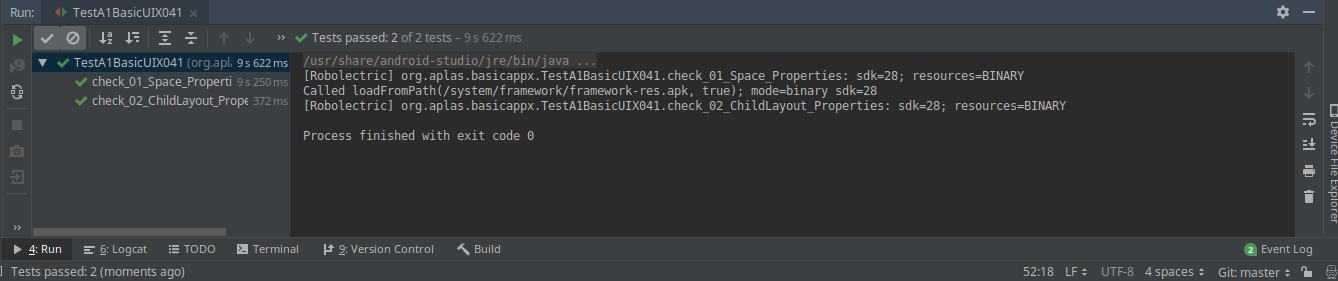 Run: TestA1BasicUIX041
Tests passed: 2 of 2 tests – 9 s 622 ms
TestA1BasicUIX041 (org.apl 9 s 622 ms
check_01_Space_Properti 9 s 250 ms
check_02_ChildLayout_Prope 372 ms
/usr/share/android-studio/jre/bin/java ...
[Robolectric] org.aplas.basicappx.TestA1BasicUIX041.check_01_Space_Properties: sdk=28; resources=BINARY
Called loadFromPath(/system/framework/framework-res.apk, true); mode=binary sdk=28
[Robolectric] org.aplas.basicappx.TestA1BasicUIX041.check_02_ChildLayout_Properties: sdk=28; resources=BINARY
Process finished with exit code 0
Device File Explorer
4: Run 6: Logcat TODO Terminal 9: Version Control Build 2 Event Log
Tests passed: 2 (moments ago) 52:18 LF UTF-8 4 spaces Git: master